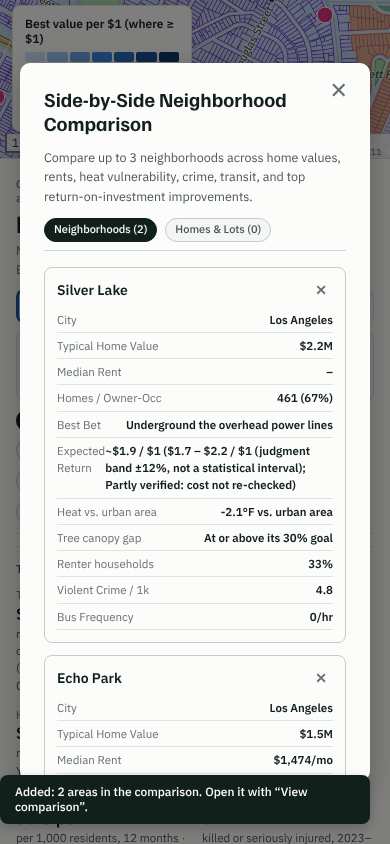 Best value per $1 (where ≥
$1)
Side-by-Side Neighborhood
Comparison
Compare up to 3 neighborhoods across home values,
rents, heat vulnerability, crime, transit, and top
return-on-investment improvements.
Neighborhoods (2) Homes & Lots (0)
Silver Lake
City Los Angeles
Typical Home Value $2.2M
Median Rent –
Homes / Owner-Occ 461 (67%)
Best Bet Underground the overhead power lines
Expected ~$1.9 / $1 ($1.7 – $2.2 / $1 (judgment
Return band ±12%, not a statistical interval);
Partly verified: cost not re-checked)
Heat vs. urban area -2.1°F vs. urban area
Tree canopy gap At or above its 30% goal
Renter households 33%
Violent Crime / 1k 4.8
Bus Frequency 0/hr
Echo Park
City Los Angeles
Typical Home Value $1.5M
Median Rent $1,474/mo
Added: 2 areas in the comparison. Open it with “View
comparison”.
per 1,000 residents, 12 months · killed or seriously injured, 2023–